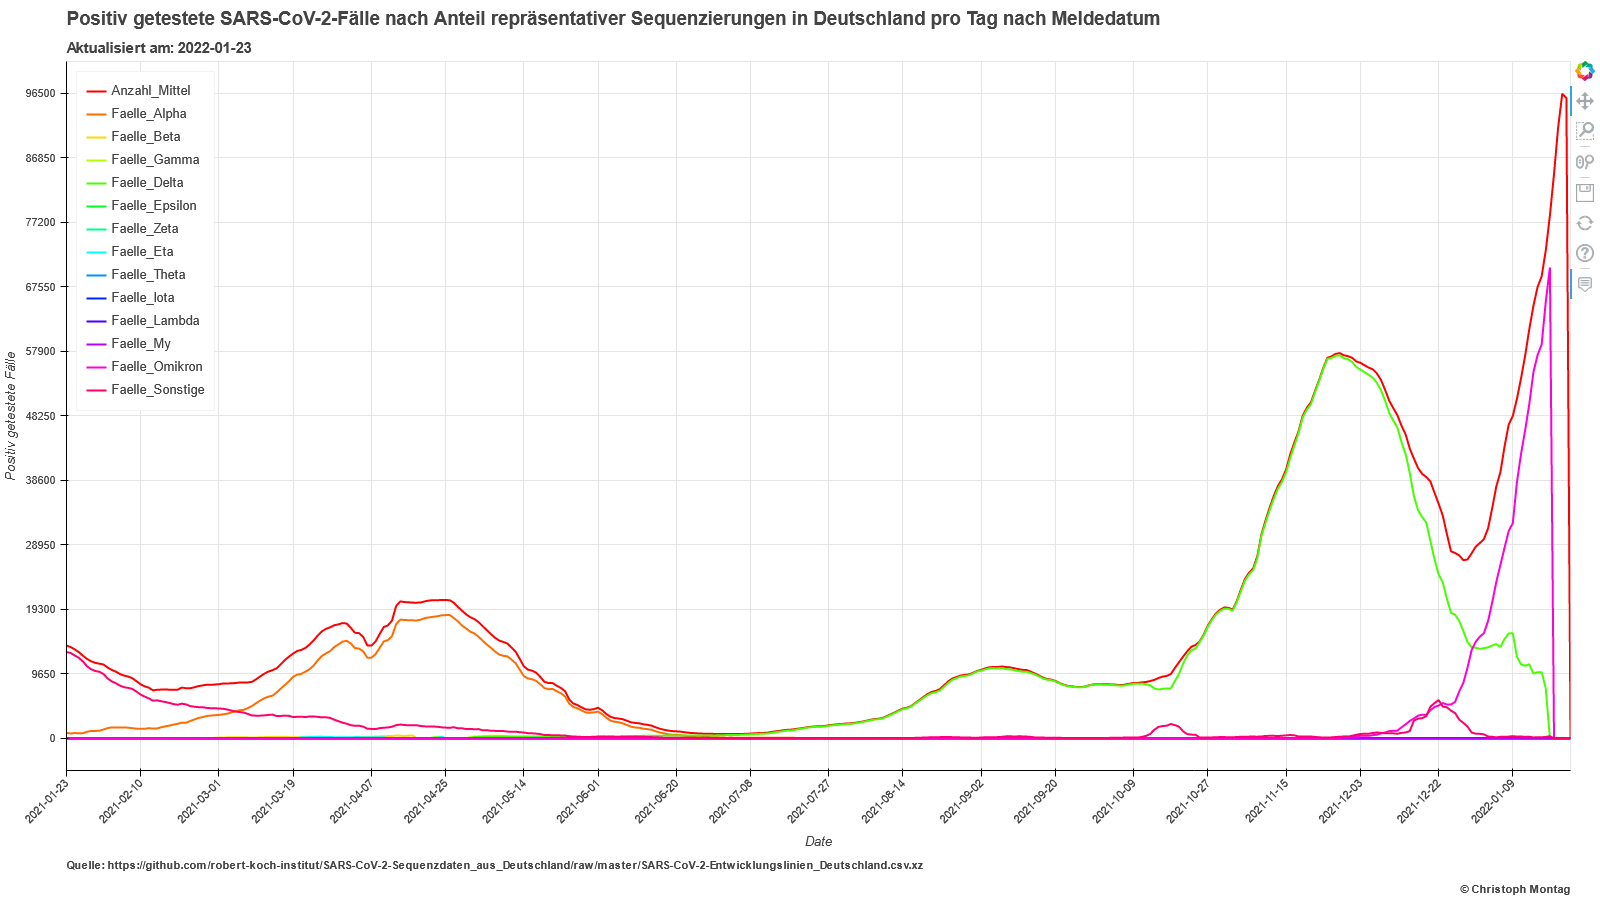 Positiv getestete SARS-CoV-2-Fälle nach Anteil repräsentativer Sequenzierungen in Deutschland pro Tag nach Meldedatum
Aktualisiert am: 2022-01-23
Anzahl_Mittel
Faelle_Alpha
Faelle_Beta
Faelle_Gamma
Faelle_Delta
Faelle_Epsilon
Faelle_Zeta
Faelle_Eta
Faelle_Theta
Faelle_Iota
Faelle_Lambda
Faelle_My
Faelle_Omikron
Faelle_Sonstige
Positiv getestete Fälle
96500
86850
77200
67550
57900
48250
38600
28950
19300
9650
0
2021-01-23
2021-02-10
2021-03-01
2021-03-19
2021-04-07
2021-04-25
2021-05-14
2021-06-01
2021-06-20
2021-07-08
2021-07-27
2021-08-14
2021-09-02
2021-09-20
2021-10-09
2021-10-27
2021-11-15
2021-12-03
2021-12-22
2022-01-09
Date
Quelle: https://github.com/robert-koch-institut/SARS-CoV-2-Sequenzdaten_aus_Deutschland/raw/master/SARS-CoV-2-Entwicklungslinien_Deutschland.csv.xz
© Christoph Montag